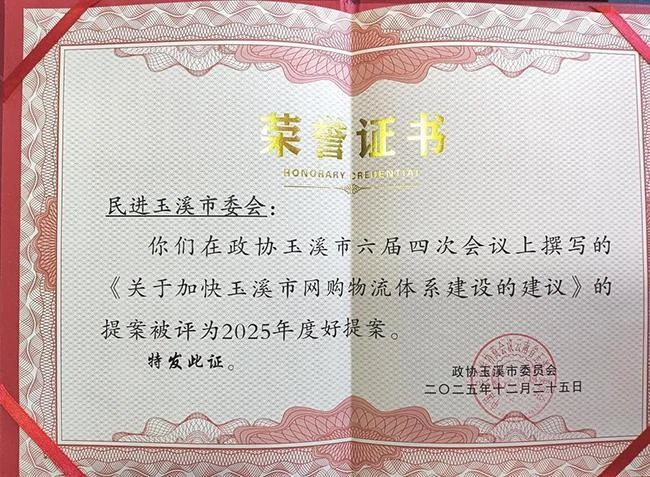 荣誉证书
HONORARY CREDENTIAL
民进玉溪市委会：
你们在政协玉溪市六届四次会议上撰写的
《关于加快玉溪市网购物流体系建设的建议》的
提案被评为2025年度好提案。
特发此证。
政协玉溪市委员会
二〇二五年十二月二十五日